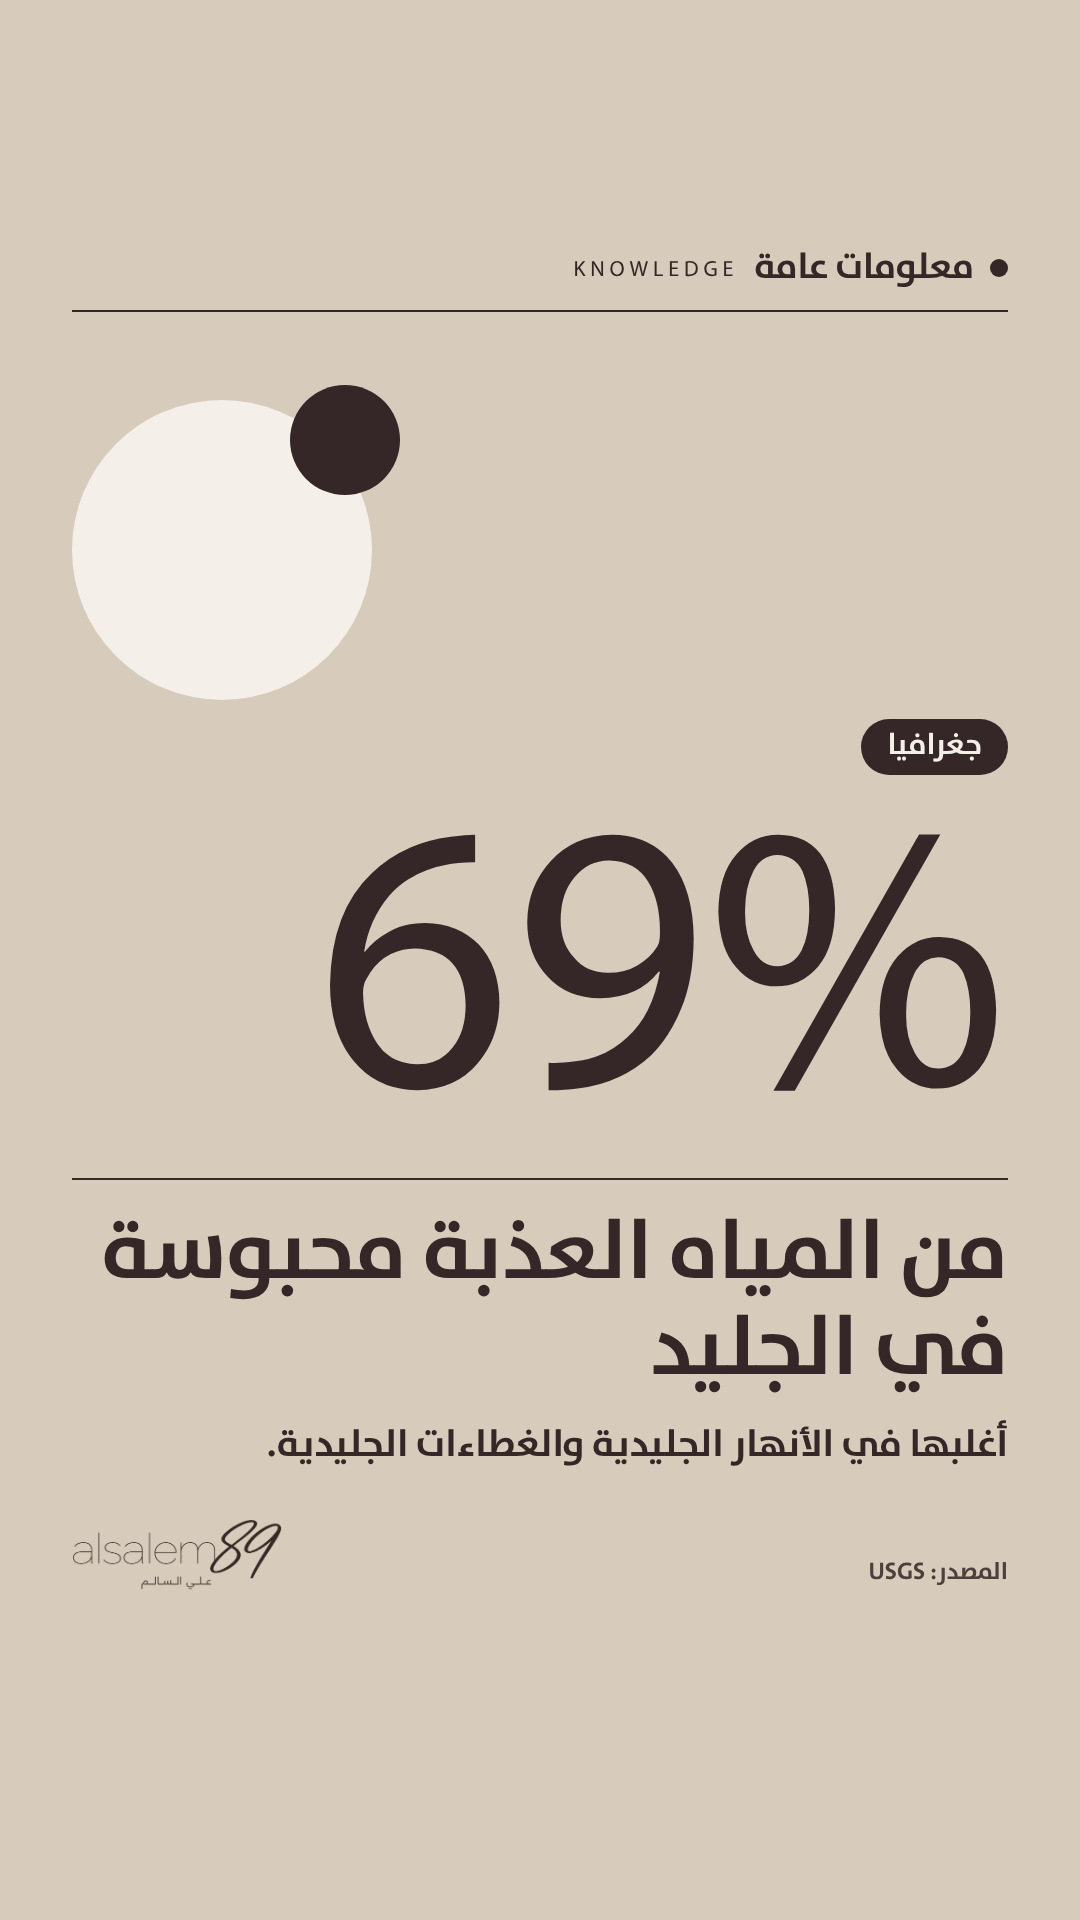 معلومات عامة KNOWLEDGE
جغرافيا
69%
من المياه العذبة محبوسة
في الجليد
أغلبها في الأنهار الجليدية والغطاءات الجليدية.
المصدر: USGS
alsalem89
علي السالم